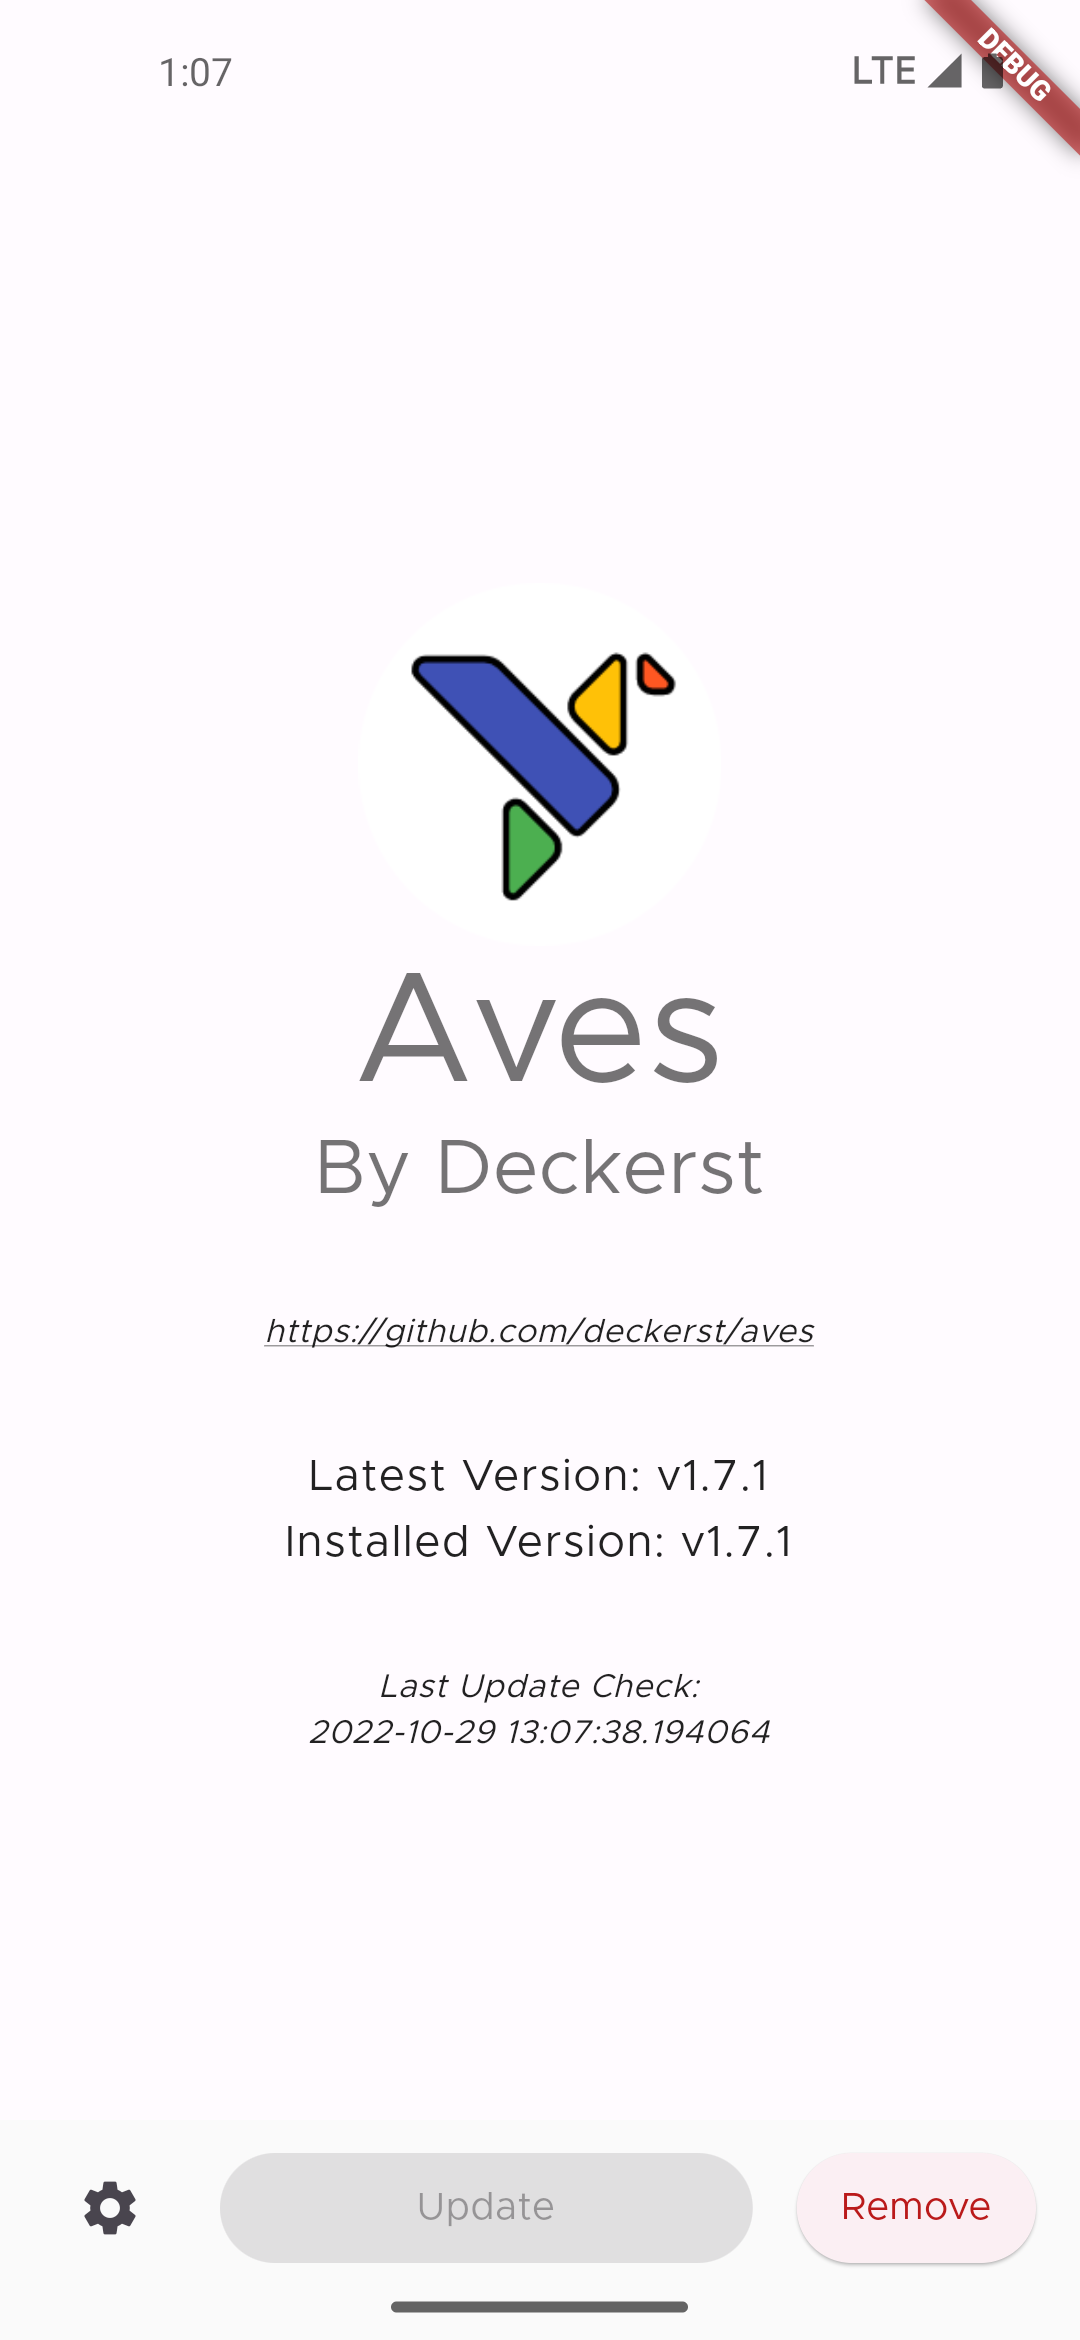 1:07
LTE
DEBUG
Aves
By Deckerst
https://github.com/deckerst/aves
Latest Version: v1.7.1
Installed Version: v1.7.1
Last Update Check:
2022-10-29 13:07:38.194064
Update
Remove